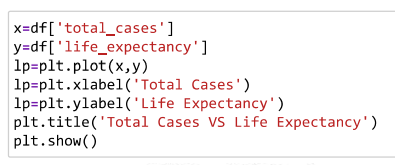 x=df['total_cases']
y=df['life_expectancy']
lp=plt.plot(x,y)
lp=plt.xlabel('Total Cases')
lp=plt.ylabel('Life Expectancy')
plt.title('Total Cases VS Life Expectancy')
plt.show()